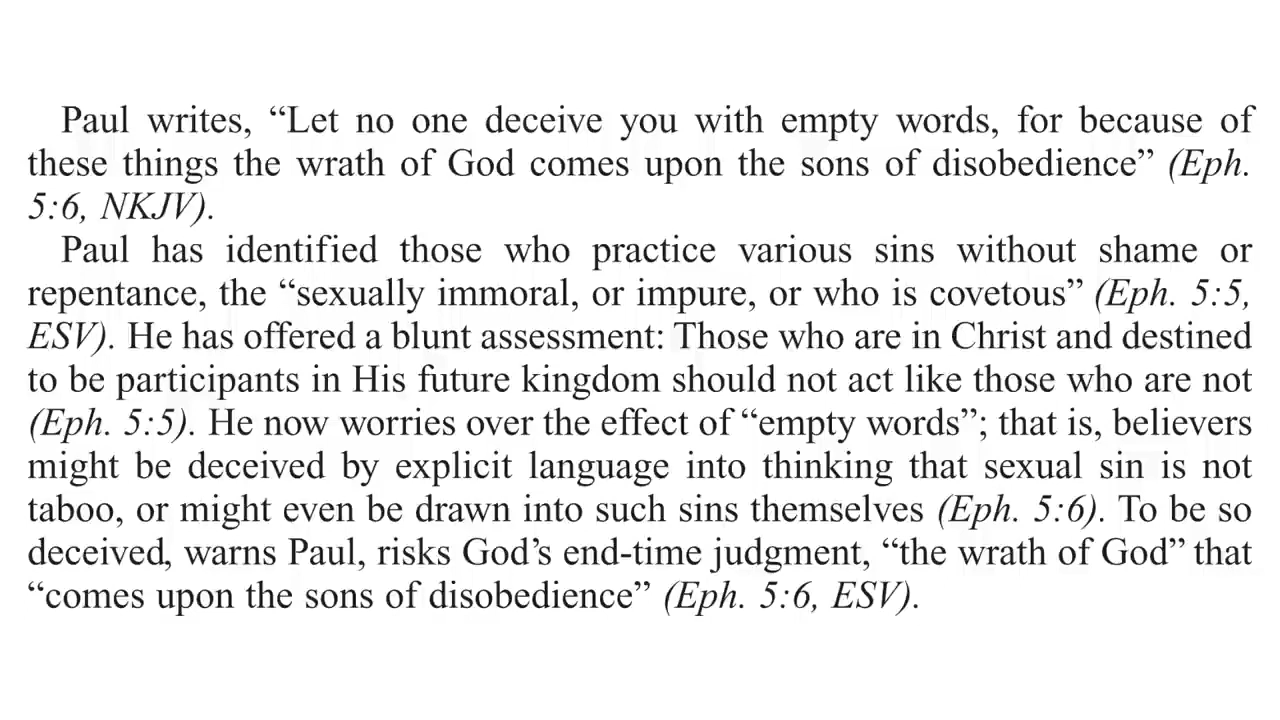 Paul writes, “Let no one deceive you with empty words, for because of
these things the wrath of God comes upon the sons of disobedience” (Eph.
5:6, NKJV).
Paul has identified those who practice various sins without shame or
repentance, the “sexually immoral, or impure, or who is covetous” (Eph. 5:5,
ESV). He has offered a blunt assessment: Those who are in Christ and destined
to be participants in His future kingdom should not act like those who are not
(Eph. 5:5). He now worries over the effect of “empty words”; that is, believers
might be deceived by explicit language into thinking that sexual sin is not
taboo, or might even be drawn into such sins themselves (Eph. 5:6). To be so
deceived, warns Paul, risks God’s end-time judgment, “the wrath of God” that
“comes upon the sons of disobedience” (Eph. 5:6, ESV).